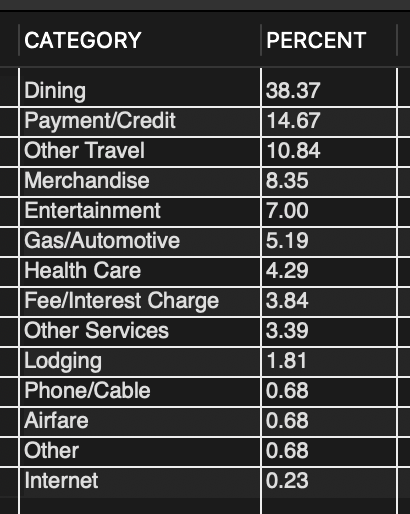 CATEGORY PERCENT
Dining 38.37
Payment/Credit 14.67
Other Travel 10.84
Merchandise 8.35
Entertainment 7.00
Gas/Automotive 5.19
Health Care 4.29
Fee/Interest Charge 3.84
Other Services 3.39
Lodging 1.81
Phone/Cable 0.68
Airfare 0.68
Other 0.68
Internet 0.23